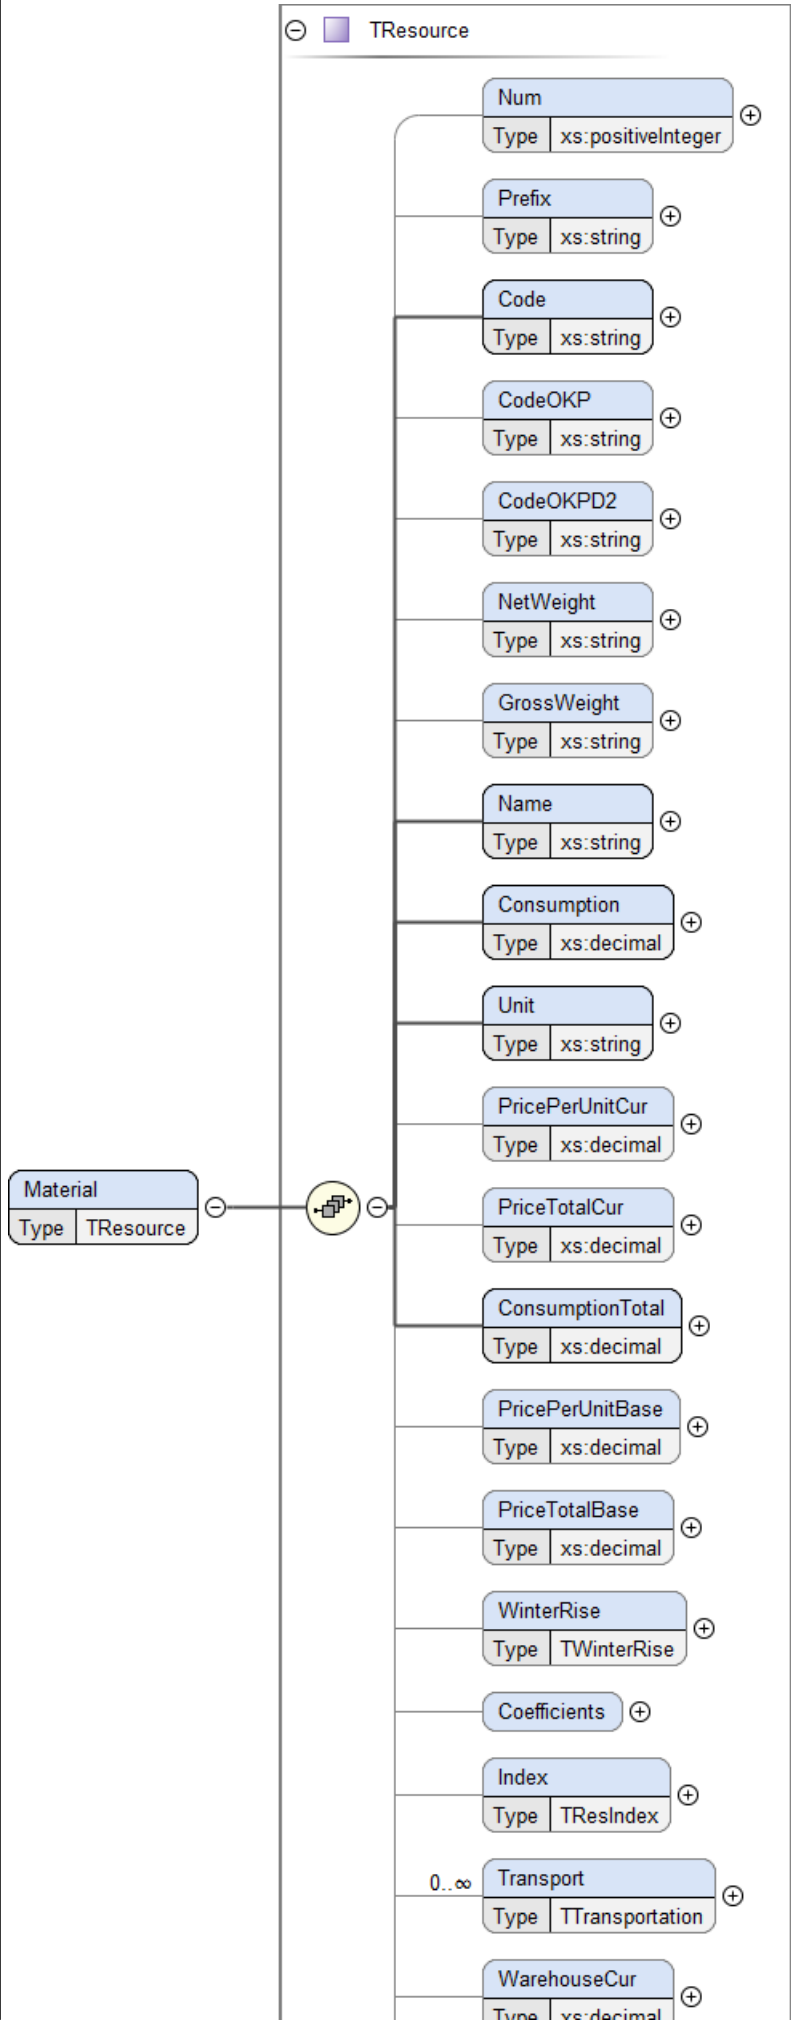 TResource
Num
Type xs:positiveInteger
Prefix
Type xs:string
Code
Type xs:string
CodeOKP
Type xs:string
CodeOKPD2
Type xs:string
NetWeight
Type xs:string
GrossWeight
Type xs:string
Name
Type xs:string
Consumption
Type xs:decimal
Unit
Type xs:string
PricePerUnitCur
Type xs:decimal
Material
Type TResource
PriceTotalCur
Type xs:decimal
ConsumptionTotal
Type xs:decimal
PricePerUnitBase
Type xs:decimal
PriceTotalBase
Type xs:decimal
WinterRise
Type TWinterRise
Coefficients
Index
Type TResIndex
0..∞ Transport
Type TTransportation
WarehouseCur
Type xs:decimal